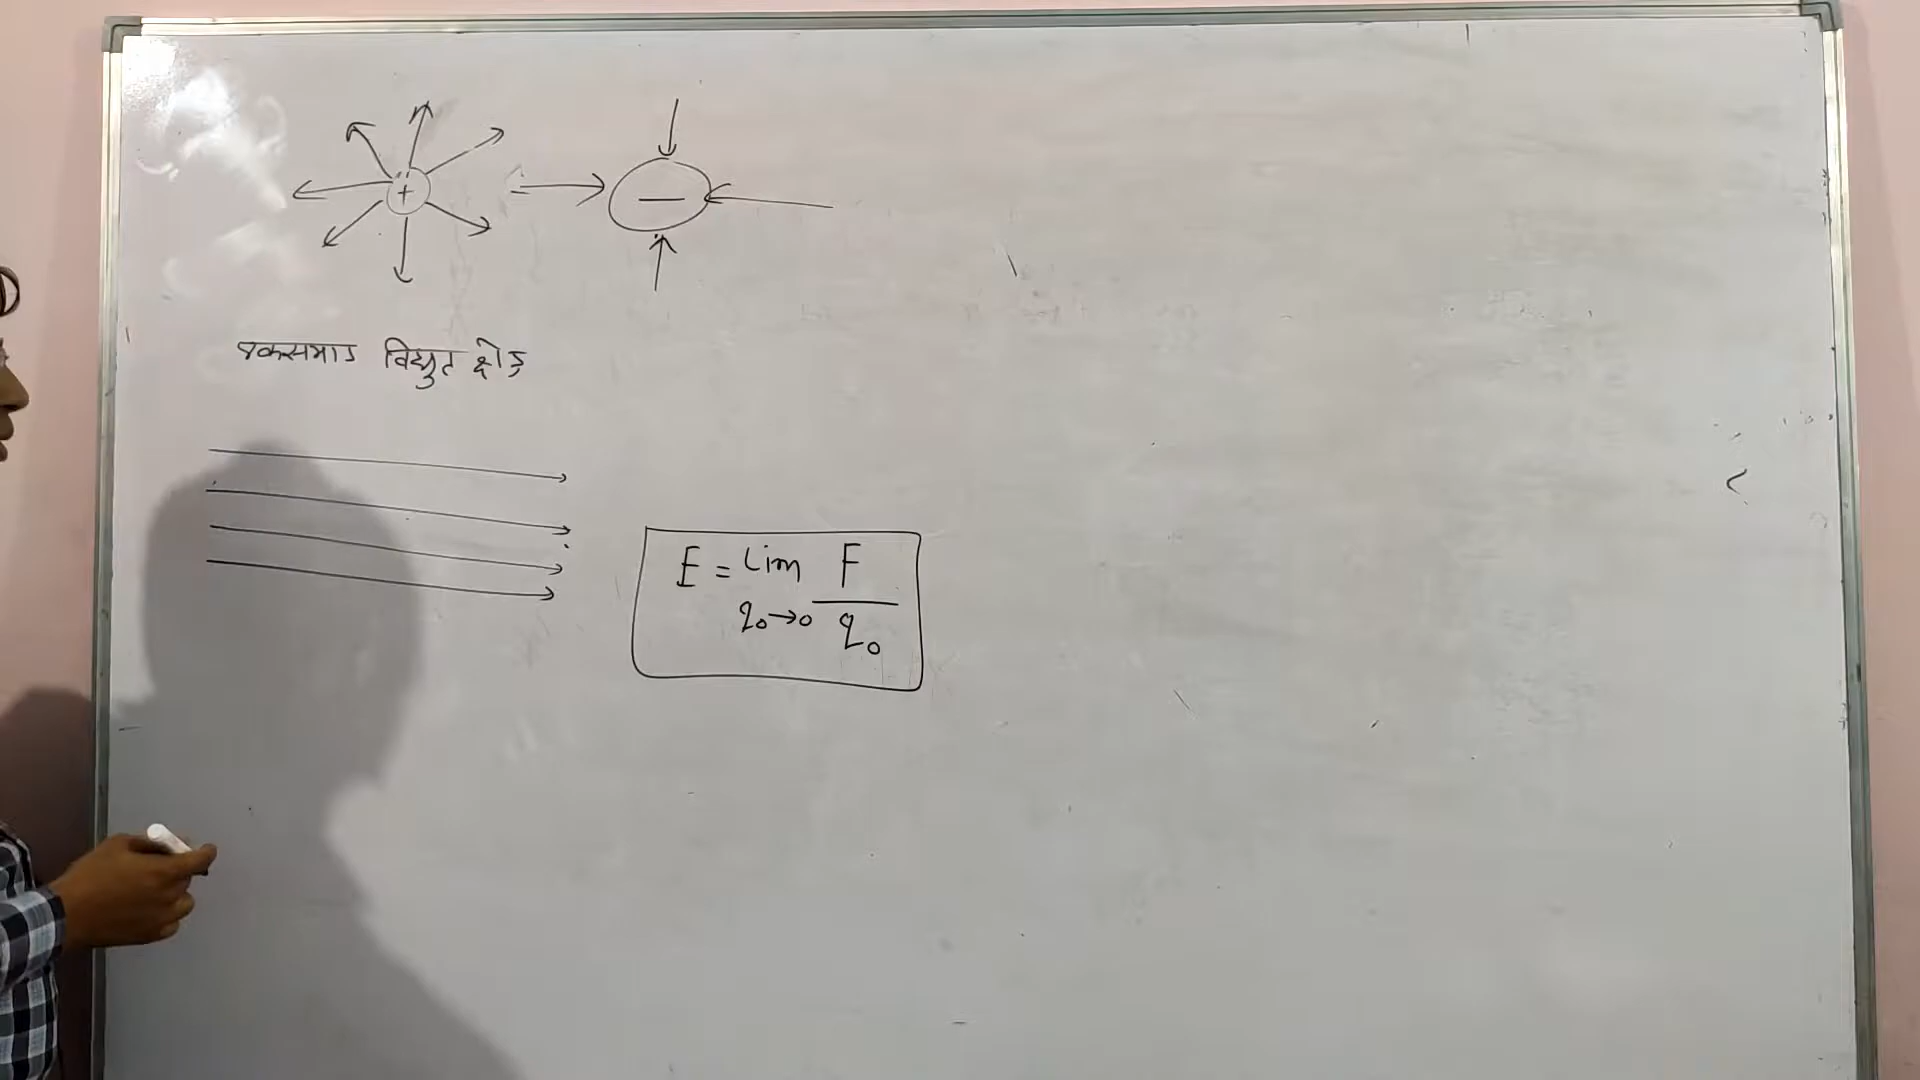 +
−
एकसमान विद्युत क्षेत्र
E = Lim F
q₀→0 q₀